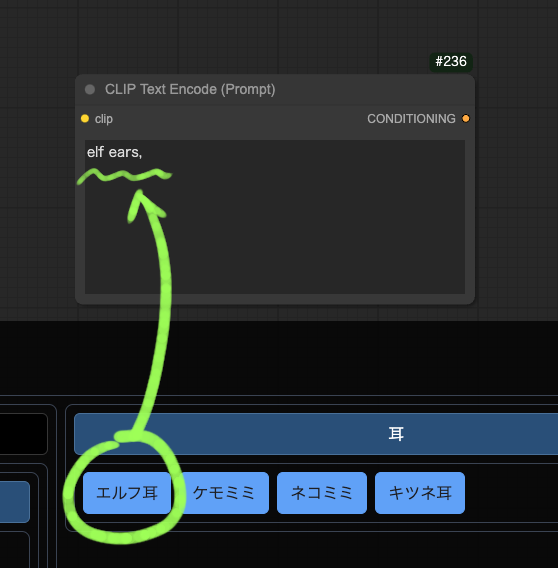 #236
CLIP Text Encode (Prompt)
clip CONDITIONING
elf ears,
耳
エルフ耳 ケモミミ ネコミミ キツネ耳